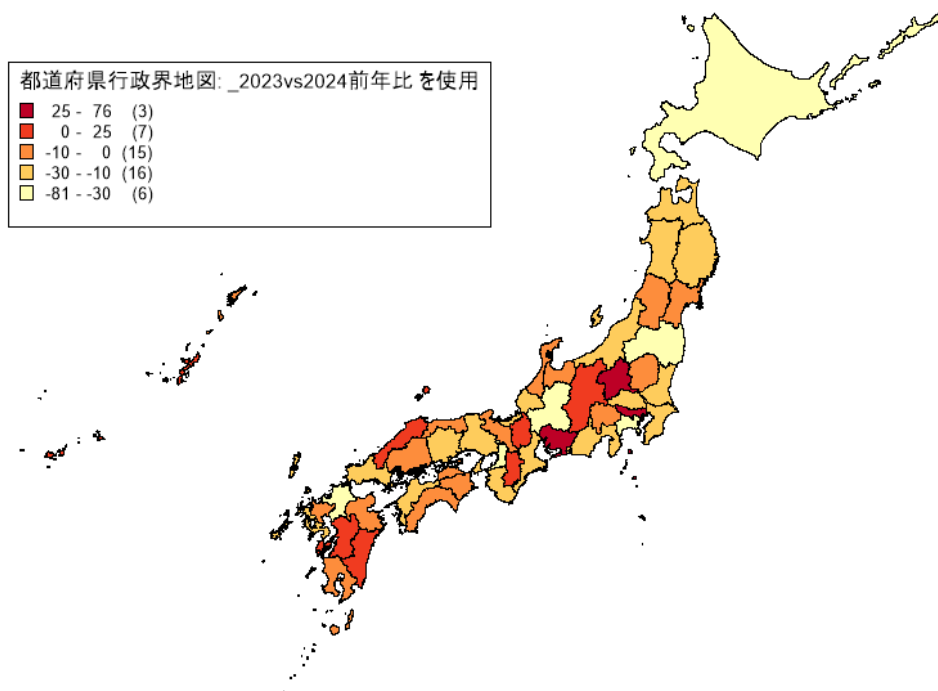 都道府県行政界地図: _2023vs2024前年比 を使用
25 - 76 (3)
0 - 25 (7)
-10 - 0 (15)
-30 - -10 (16)
-81 - -30 (6)